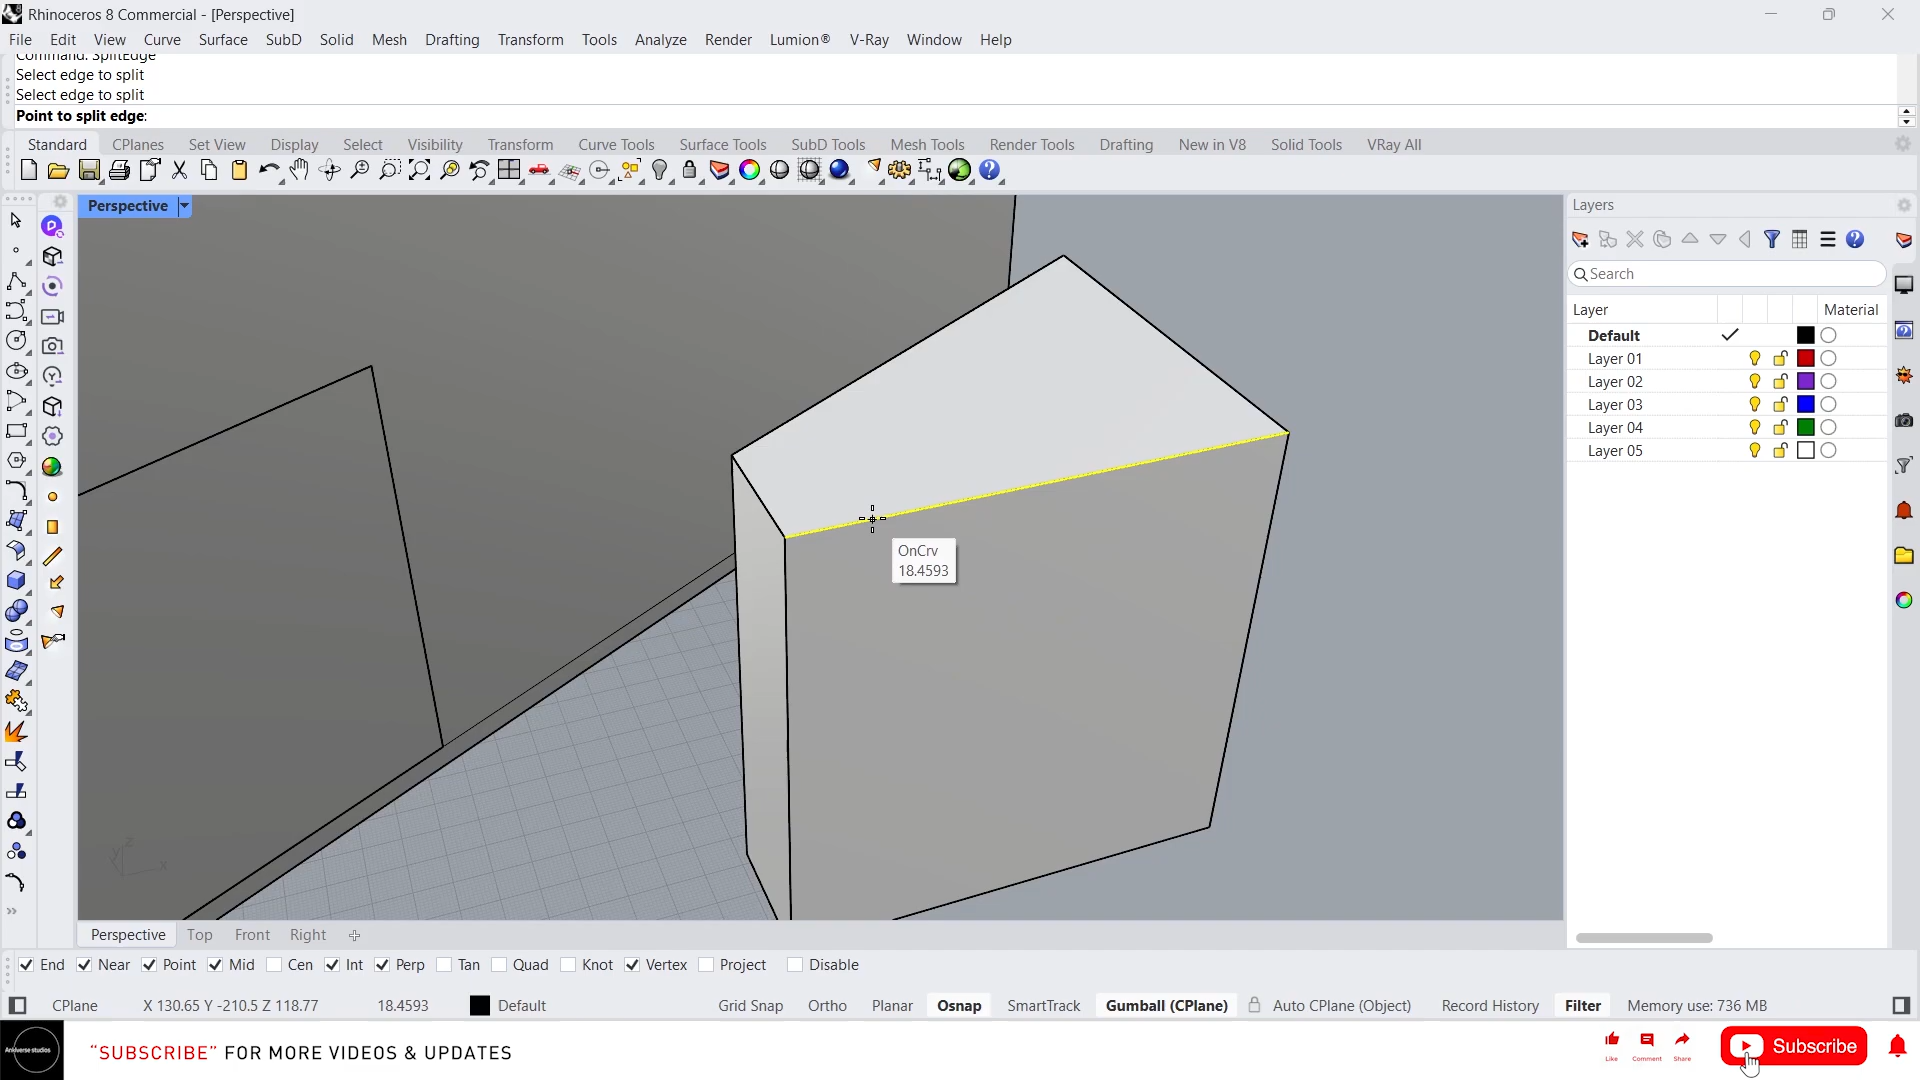 Rhinoceros 8 Commercial - [Perspective]
File Edit View Curve Surface SubD Solid Mesh Drafting Transform Tools Analyze Render Lumion® V-Ray Window Help
Command: SplitEdge
Select edge to split
Select edge to split
Point to split edge:
Standard CPlanes Set View Display Select Visibility Transform Curve Tools Surface Tools SubD Tools Mesh Tools Render Tools Drafting New in V8 Solid Tools VRay All
Perspective
Layers
Search
Layer Material
Default
Layer 01
Layer 02
Layer 03
Layer 04
Layer 05
OnCrv
18.4593
z
y x
Perspective Top Front Right
End Near Point Mid Cen Int Perp Tan Quad Knot Vertex Project Disable
CPlane X 130.65 Y -210.5 Z 118.77 18.4593 Default Grid Snap Ortho Planar Osnap SmartTrack Gumball (CPlane) Auto CPlane (Object) Record History Filter Memory use: 736 MB
"SUBSCRIBE" FOR MORE VIDEOS & UPDATES
Like Comment Share
Subscribe